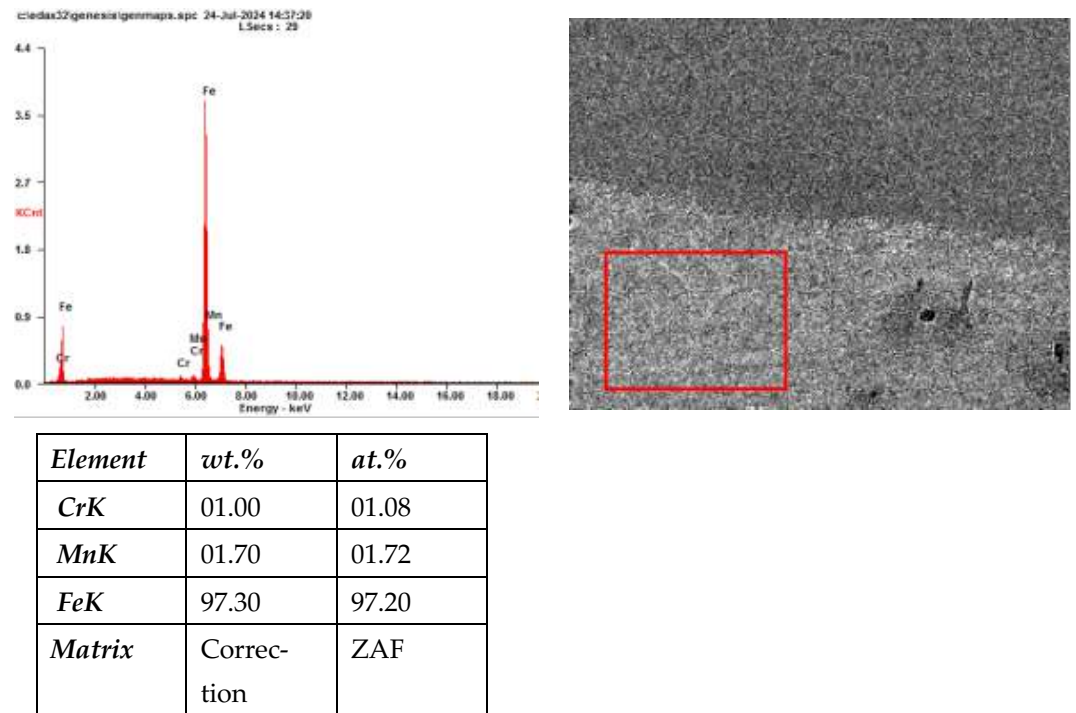 c:\edax32\genesis\genmaps.spc 24-Jul-2024 14:37:20
LSecs : 29
4.4
3.5
2.7
KCnt
1.8
0.9
0.0
Fe
Fe
Cr
Cr
Mn
Cr
Mn
Fe
2.00 4.00 6.00 8.00 10.00 12.00 14.00 16.00 18.00
Energy - keV
Element wt.% at.%
CrK 01.00 01.08
MnK 01.70 01.72
FeK 97.30 97.20
Matrix Correc- ZAF
tion